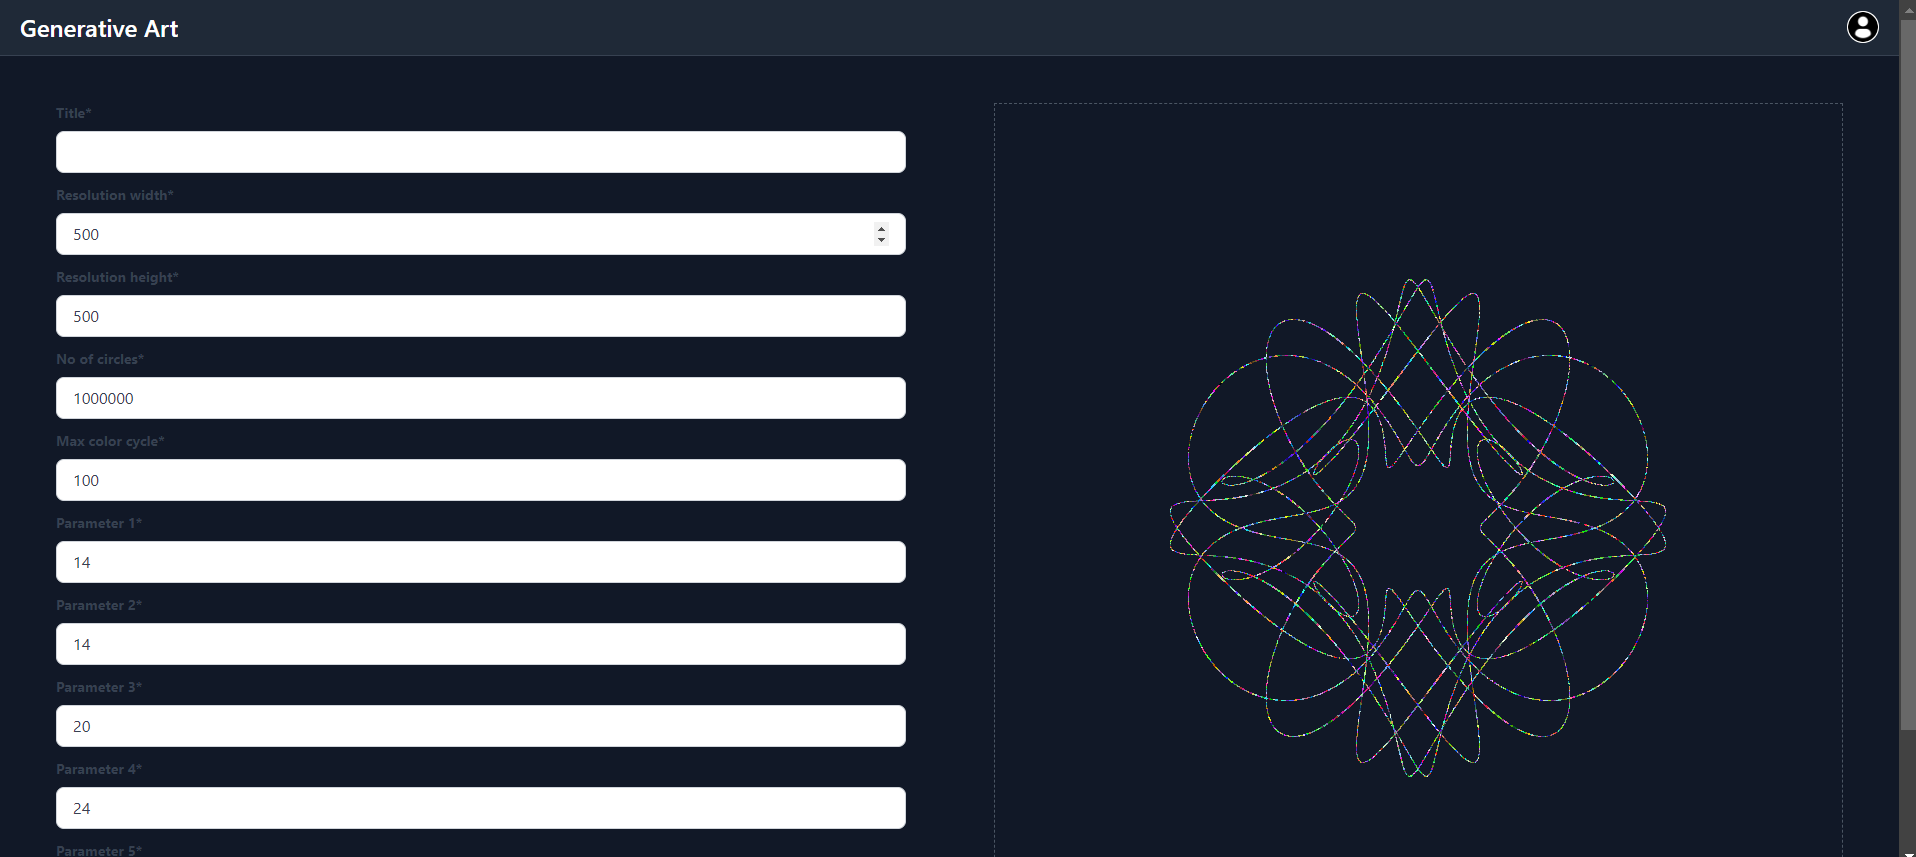 Generative Art
Title*
Resolution width*
500
Resolution height*
500
No of circles*
1000000
Max color cycle*
100
Parameter 1*
14
Parameter 2*
14
Parameter 3*
20
Parameter 4*
24
Parameter 5*